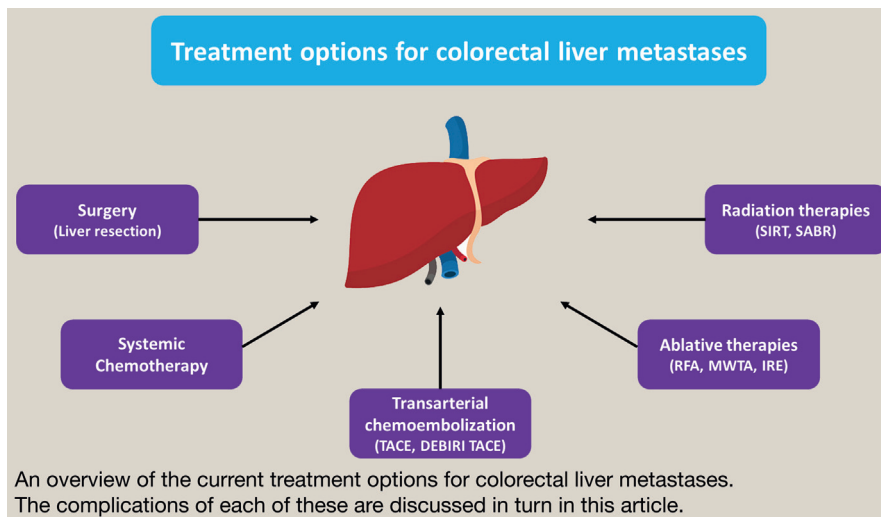 Treatment options for colorectal liver metastases
Surgery
(Liver resection)
Radiation therapies
(SIRT, SABR)
Systemic
Chemotherapy
Ablative therapies
(RFA, MWTA, IRE)
Transarterial
chemoembolization
(TACE, DEBIRI TACE)
An overview of the current treatment options for colorectal liver metastases.
The complications of each of these are discussed in turn in this article.